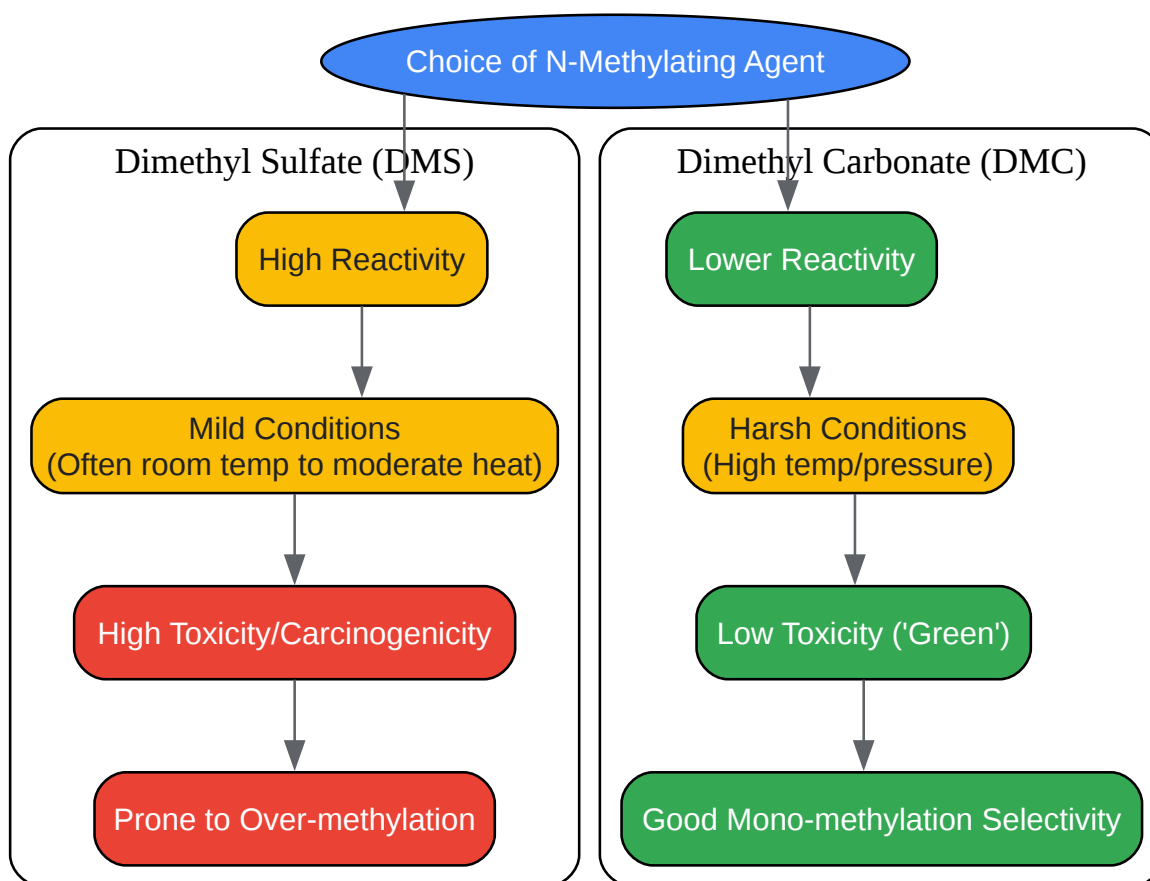 Choice of N-Methylating Agent
Dimethyl Sulfate (DMS)
High Reactivity
Mild Conditions
(Often room temp to moderate heat)
High Toxicity/Carcinogenicity
Prone to Over-methylation
Dimethyl Carbonate (DMC)
Lower Reactivity
Harsh Conditions
(High temp/pressure)
Low Toxicity ('Green')
Good Mono-methylation Selectivity